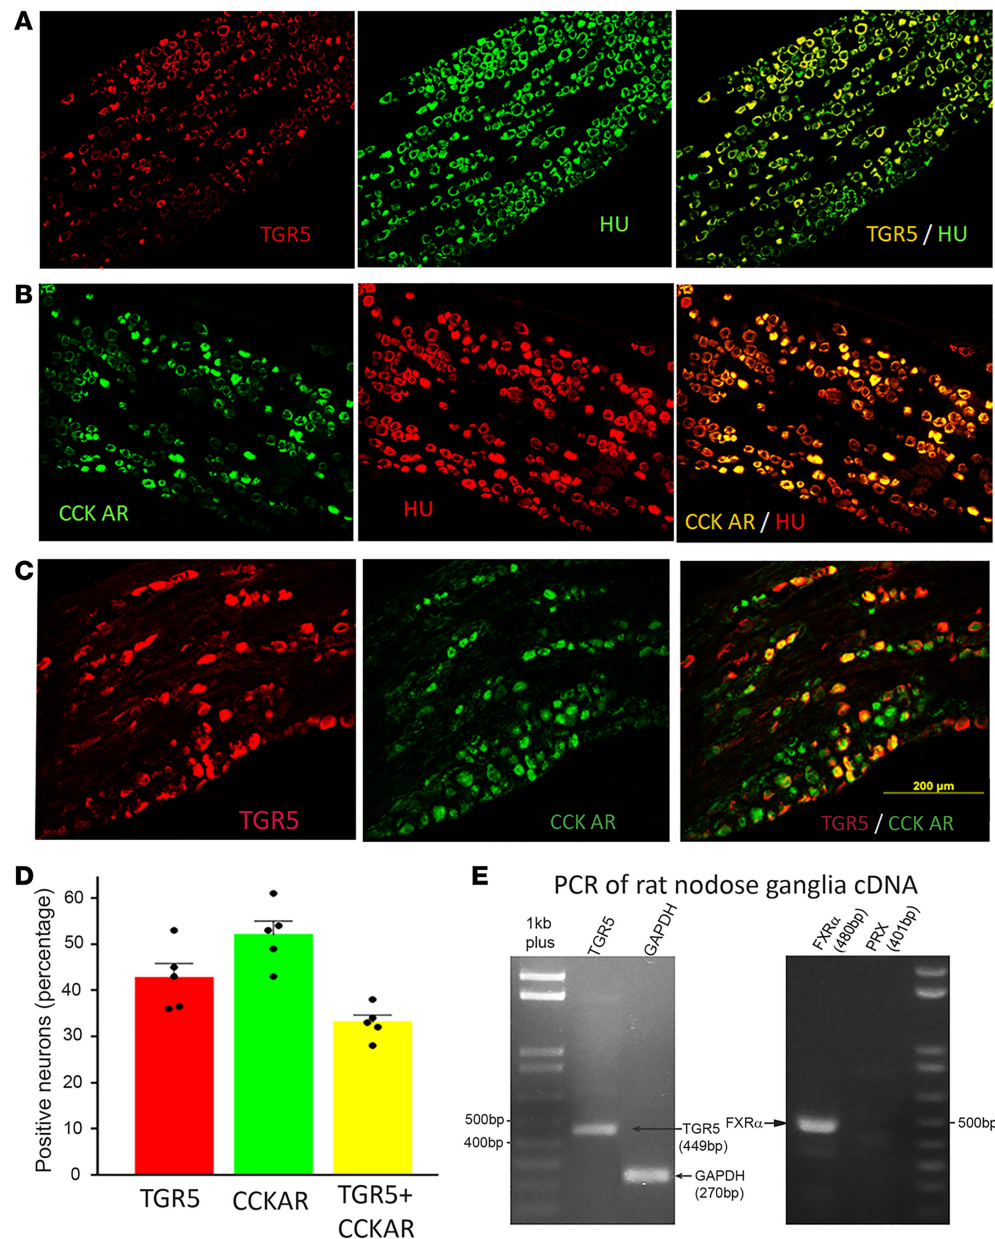 A
TGR5
HU
TGR5 / HU
B
CCK AR
HU
CCK AR / HU
C
TGR5
CCK AR
200 µm
TGR5 / CCK AR
D
Positive neurons (percentage)
60
50
40
30
20
10
0
TGR5
CCKAR
TGR5+
CCKAR
E
PCR of rat nodose ganglia cDNA
1kb
plus
TGR5
GAPDH
FXRα
(480bp)
PRX
(401bp)
500bp
400bp
TGR5
(449bp)
GAPDH
(270bp)
FXRα
500bp